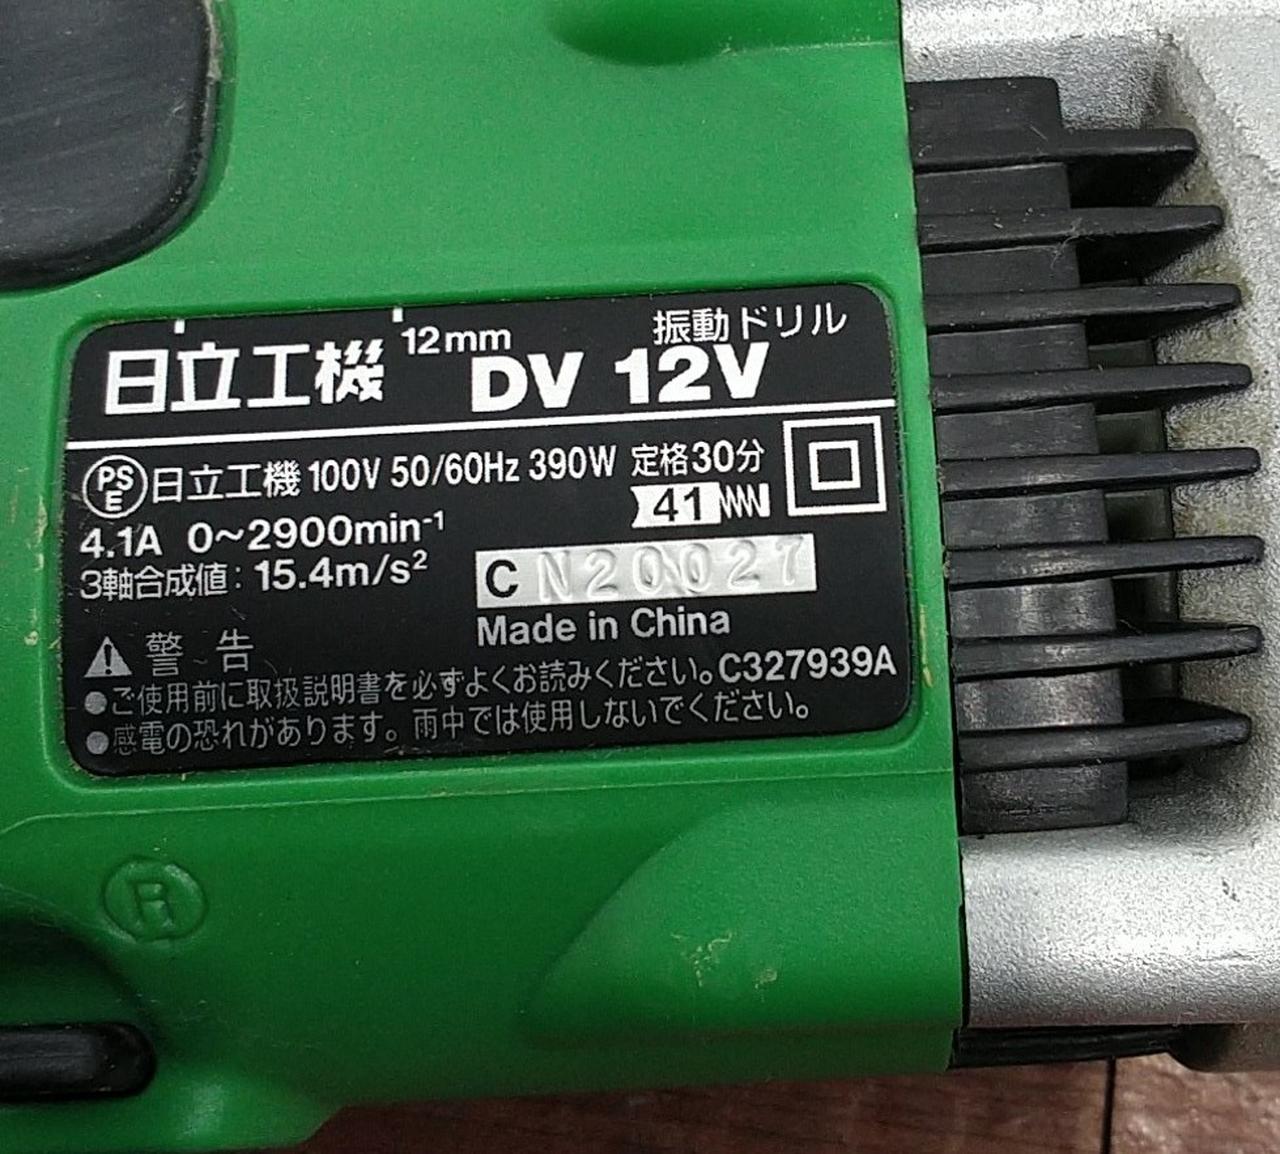 12mm 振動ドリル
日立工機 DV 12V
PSE 日立工機 100V 50/60Hz 390W 定格30分
4.1A 0~2900min⁻¹ 41
3軸合成値:15.4m/s²
C N20027
Made in China
警告
●ご使用前に取扱説明書を必ずよくお読みください。C327939A
●感電の恐れがあります。雨中では使用しないでください。
R